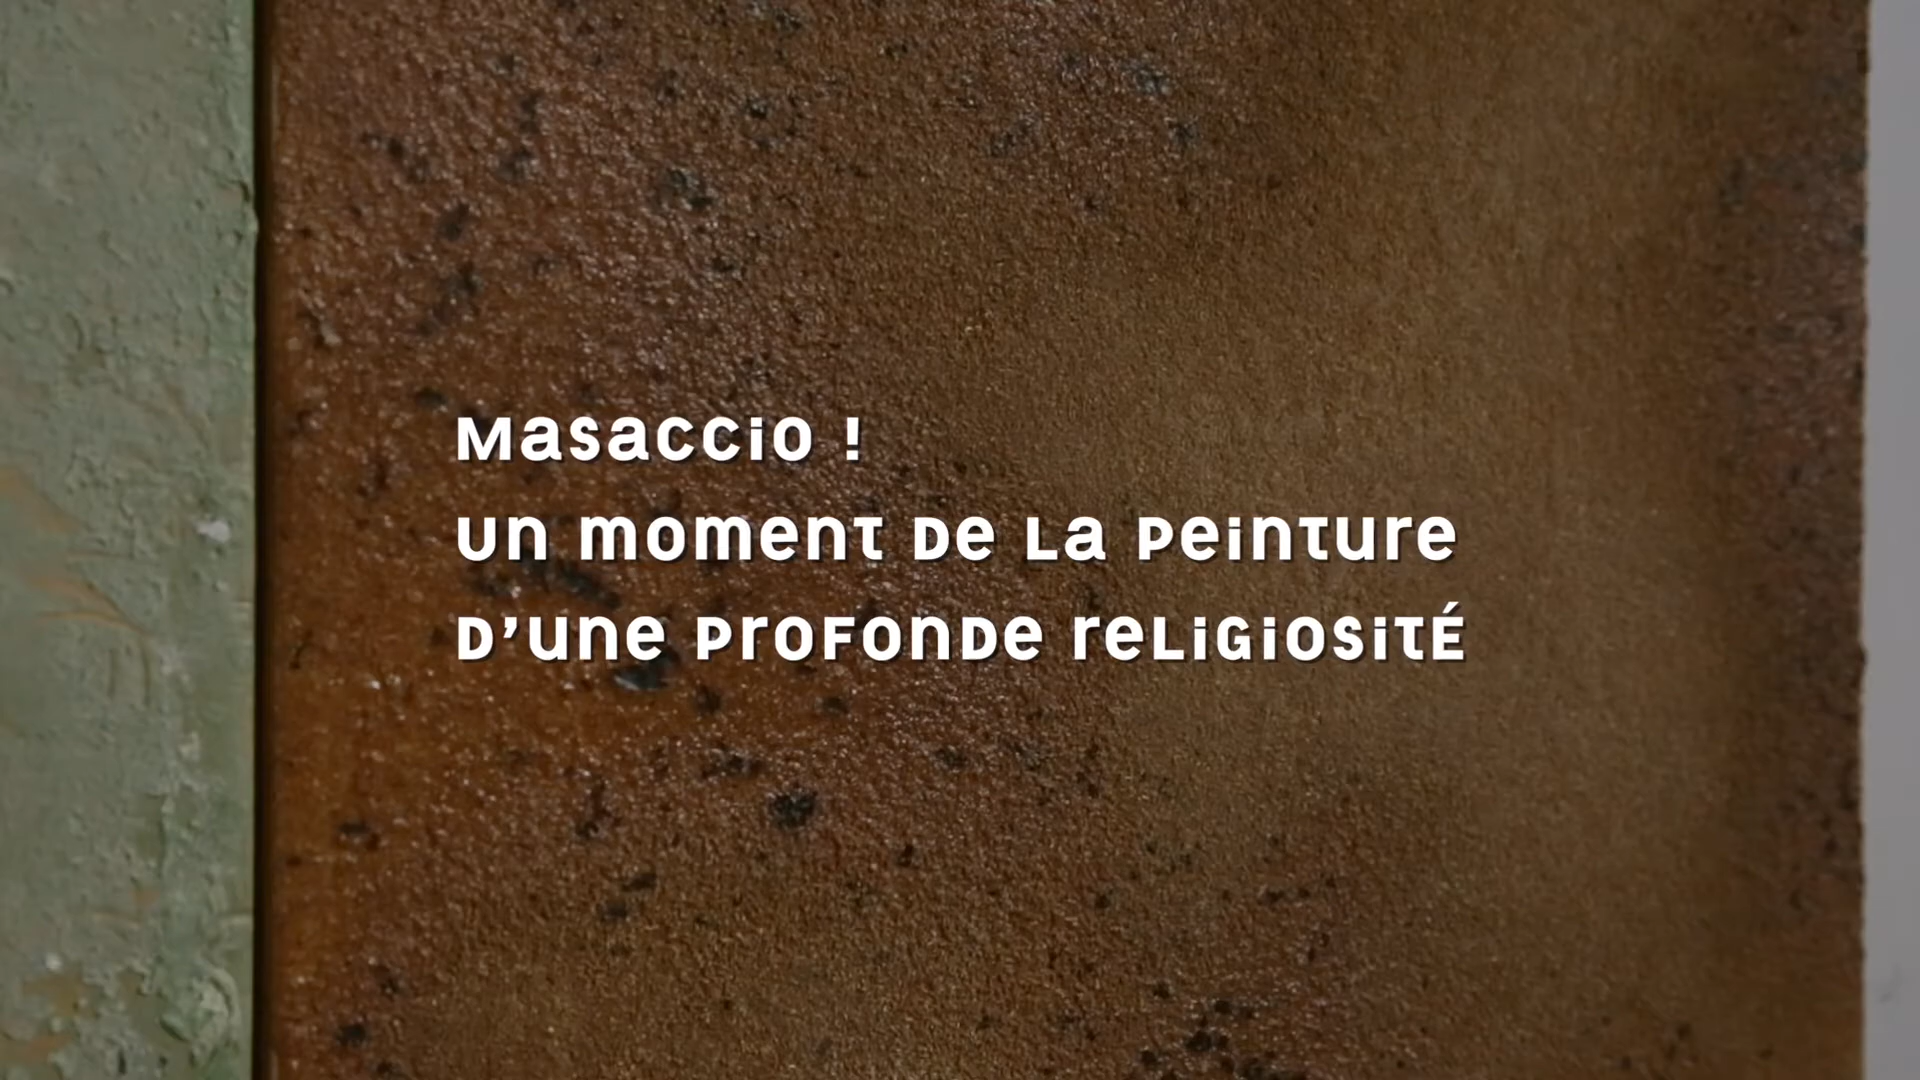 Masaccio !
un moment de la peinture
d'une profonde religiosité